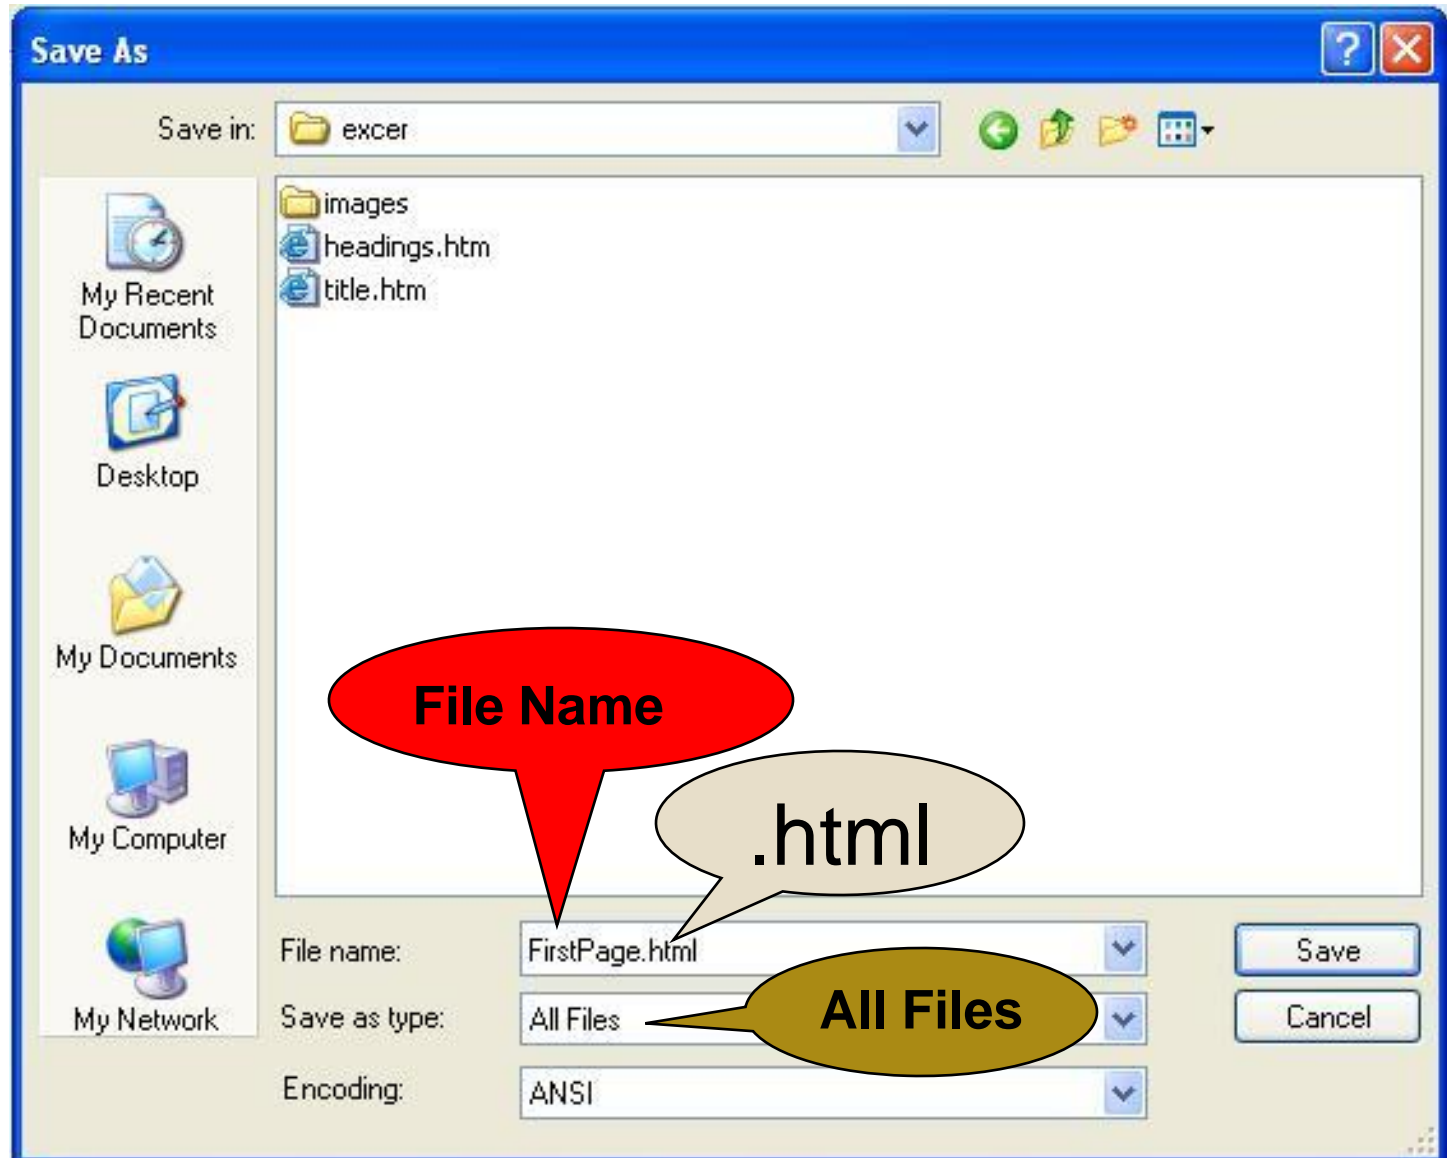 Save As
Save in:
excer
images
headings.htm
title.htm
My Recent
Documents
Desktop
My Documents
My Computer
My Network
File Name
.html
File name:
FirstPage.html
Save
Save as type:
All Files
All Files
Cancel
Encoding:
ANSI